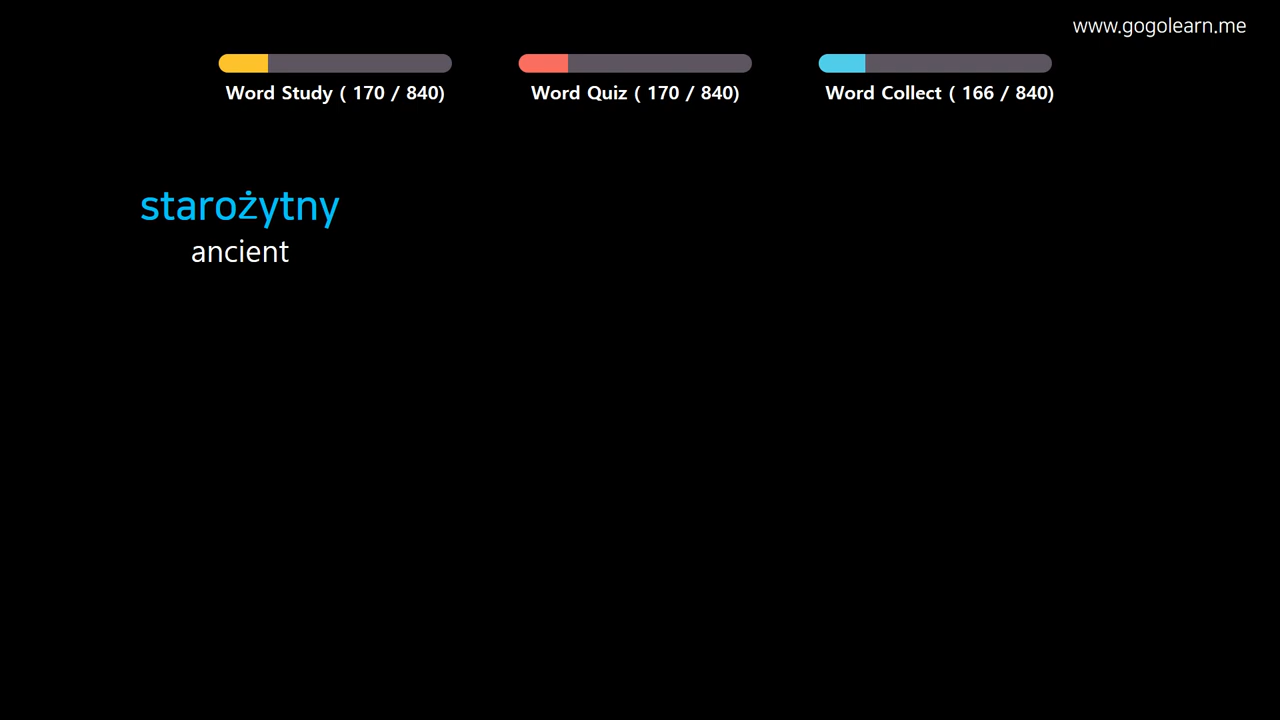 www.gogolearn.me
Word Study ( 170 / 840)
Word Quiz ( 170 / 840)
Word Collect ( 166 / 840)
starożytny
ancient